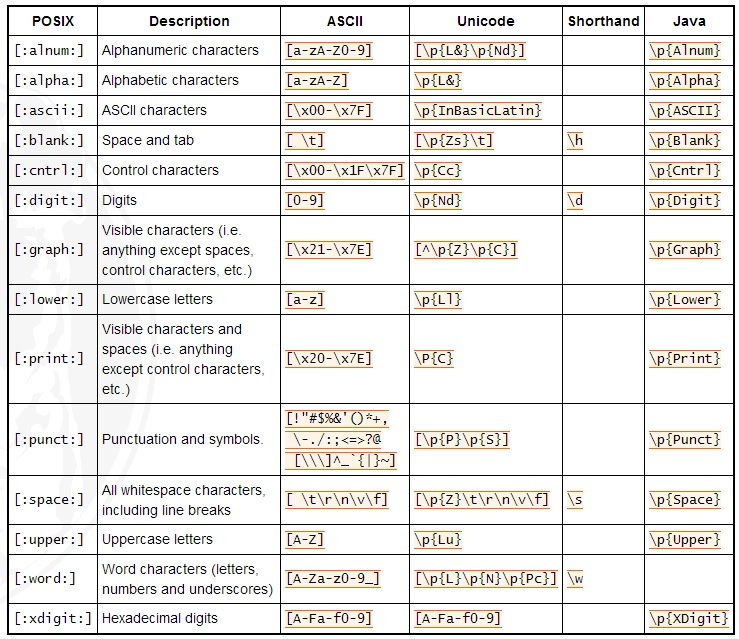 POSIX Description ASCII Unicode Shorthand Java
[:alnum:] Alphanumeric characters [a-zA-Z0-9] [\p{L&}\p{Nd}] \p{Alnum}
[:alpha:] Alphabetic characters [a-zA-Z] \p{L&} \p{Alpha}
[:ascii:] ASCII characters [\x00-\x7F] \p{InBasicLatin} \p{ASCII}
[:blank:] Space and tab [ \t] [\p{Zs}\t] \h \p{Blank}
[:cntrl:] Control characters [\x00-\x1F\x7F] \p{Cc} \p{Cntrl}
[:digit:] Digits [0-9] \p{Nd} \d \p{Digit}
Visible characters (i.e.
[:graph:] anything except spaces, [\x21-\x7E] [^\p{Z}\p{C}] \p{Graph}
control characters, etc.)
[:lower:] Lowercase letters [a-z] \p{Ll} \p{Lower}
Visible characters and
spaces (i.e. anything
[:print:] except control characters, [\x20-\x7E] \P{C} \p{Print}
etc.)
[!"#$%&'()*+,
[:punct:] Punctuation and symbols. \-./:;<=>?@ [\p{P}\p{S}] \p{Punct}
[\\\]^_`{|}~]
All whitespace characters,
[:space:] including line breaks [ \t\r\n\v\f] [\p{Z}\t\r\n\v\f] \s \p{Space}
[:upper:] Uppercase letters [A-Z] \p{Lu} \p{Upper}
Word characters (letters,
[:word:] numbers and underscores) [A-Za-z0-9_] [\p{L}\p{N}\p{Pc}] \w
[:xdigit:] Hexadecimal digits [A-Fa-f0-9] [A-Fa-f0-9] \p{XDigit}